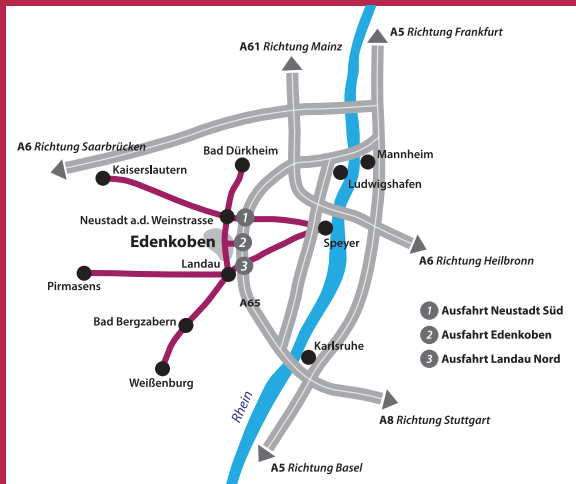 A5 Richtung Frankfurt
A61 Richtung Mainz
A6 Richtung Saarbrücken
Bad Dürkheim
Mannheim
Kaiserslautern
Ludwigshafen
Neustadt a.d. Weinstrasse
1
Edenkoben
2
Speyer
Landau
3
A6 Richtung Heilbronn
Pirmasens
A65
1 Ausfahrt Neustadt Süd
Bad Bergzabern
2 Ausfahrt Edenkoben
Karlsruhe
3 Ausfahrt Landau Nord
Weißenburg
Rhein
A8 Richtung Stuttgart
A5 Richtung Basel